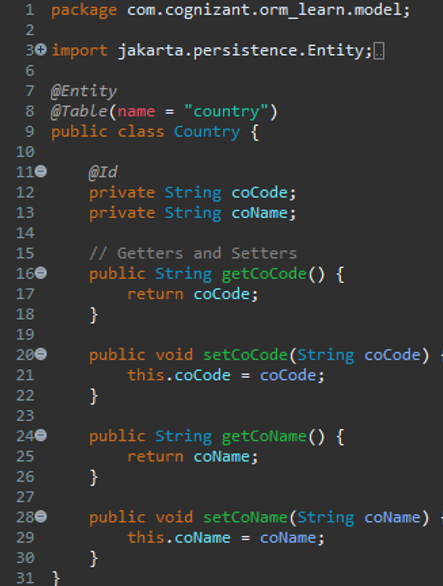 1 package com.cognizant.orm_learn.model;
2
3 import jakarta.persistence.Entity;
6
7 @Entity
8 @Table(name = "country")
9 public class Country {
10
11 @Id
12 private String coCode;
13 private String coName;
14
15 // Getters and Setters
16 public String getCoCode() {
17 return coCode;
18 }
19
20 public void setCoCode(String coCode) {
21 this.coCode = coCode;
22 }
23
24 public String getCoName() {
25 return coName;
26 }
27
28 public void setCoName(String coName) {
29 this.coName = coName;
30 }
31 }